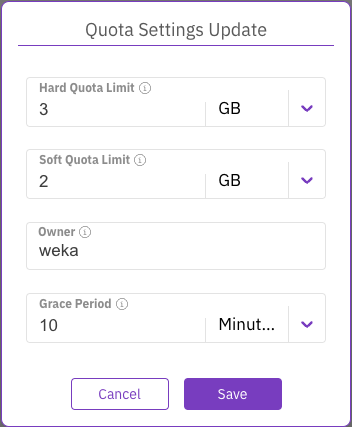 Quota Settings Update
Hard Quota Limit
3 GB
Soft Quota Limit
2 GB
Owner
weka
Grace Period
10 Minut...
Cancel Save